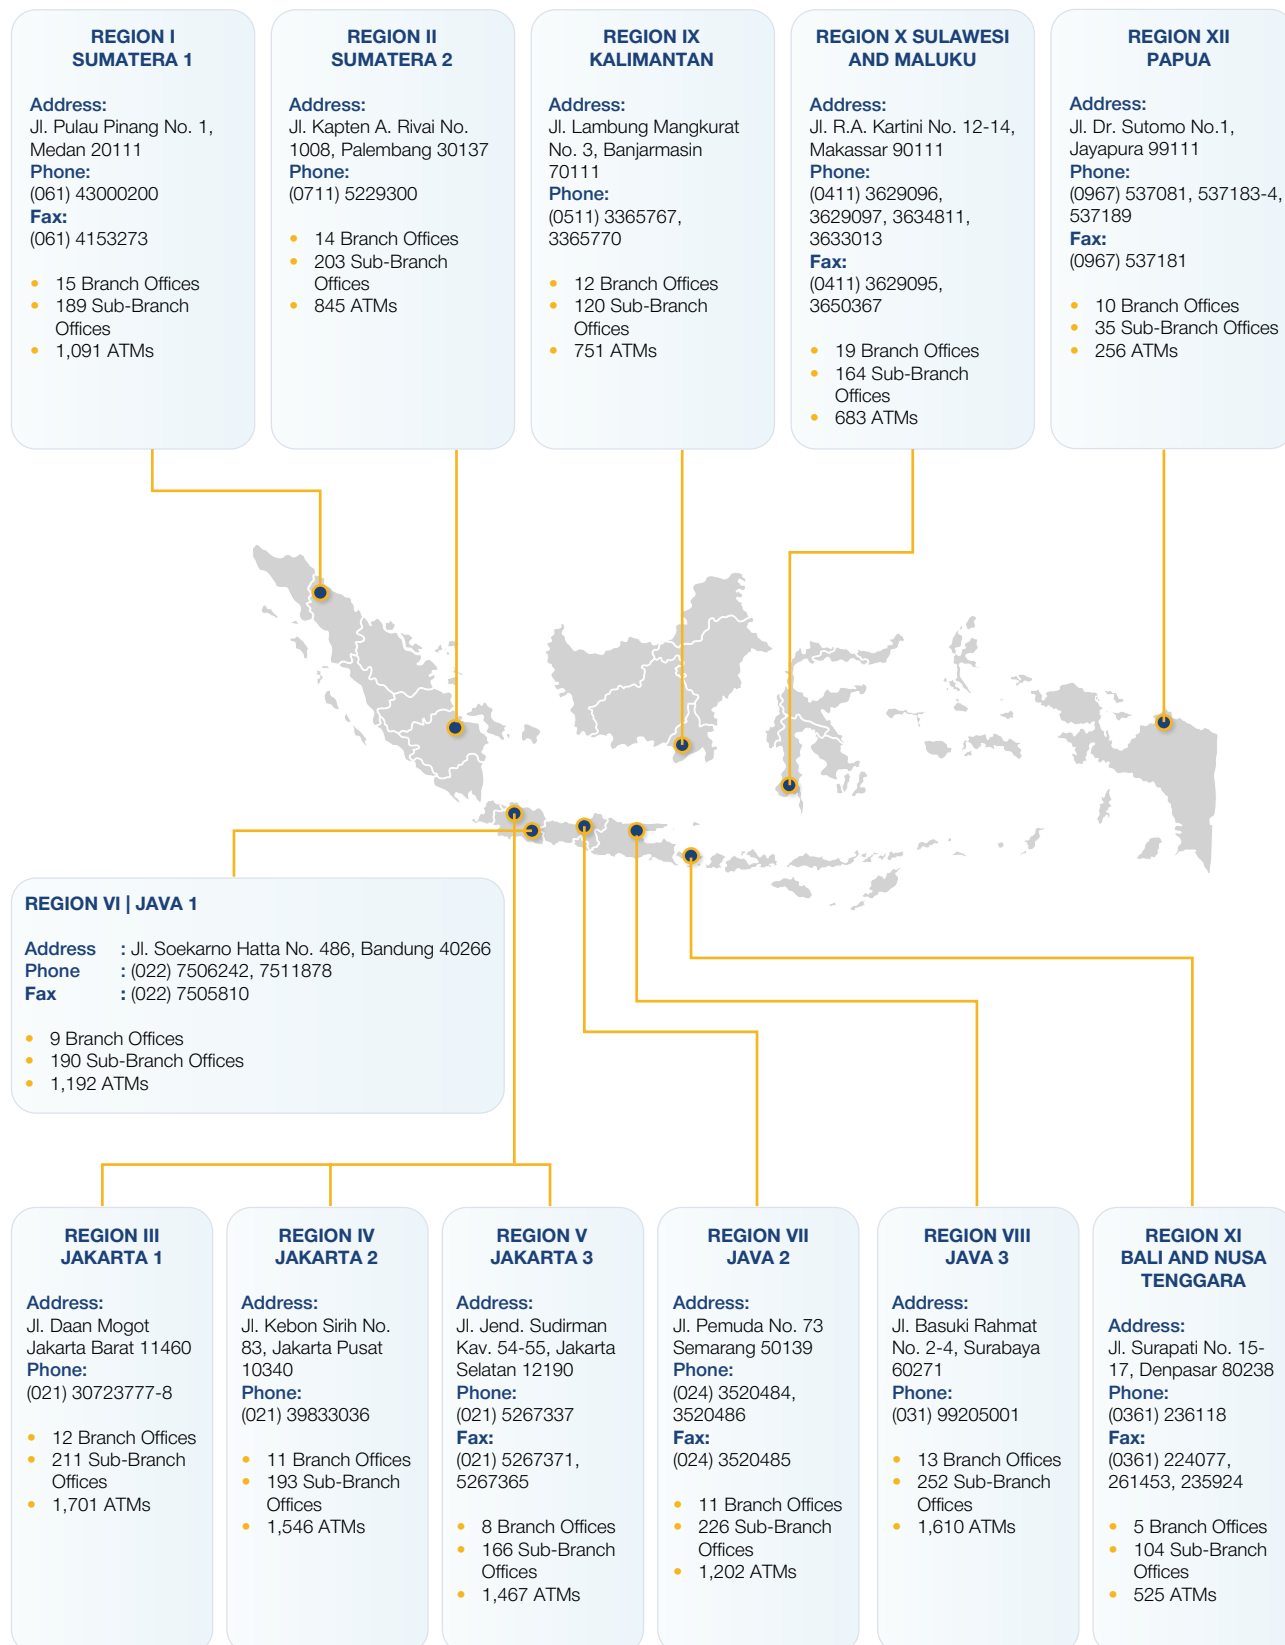 REGION I
SUMATERA 1
Address:
Jl. Pulau Pinang No. 1,
Medan 20111
Phone:
(061) 43000200
Fax:
(061) 4153273
• 15 Branch Offices
• 189 Sub-Branch
Offices
• 1,091 ATMs
REGION II
SUMATERA 2
Address:
Jl. Kapten A. Rivai No.
1008, Palembang 30137
Phone:
(0711) 5229300
• 14 Branch Offices
• 203 Sub-Branch
Offices
• 845 ATMs
REGION IX
KALIMANTAN
Address:
Jl. Lambung Mangkurat
No. 3, Banjarmasin
70111
Phone:
(0511) 3365767,
3365770
• 12 Branch Offices
• 120 Sub-Branch
Offices
• 751 ATMs
REGION X SULAWESI
AND MALUKU
Address:
Jl. R.A. Kartini No. 12-14,
Makassar 90111
Phone:
(0411) 3629096,
3629097, 3634811,
3633013
Fax:
(0411) 3629095,
3650367
• 19 Branch Offices
• 164 Sub-Branch
Offices
• 683 ATMs
REGION XII
PAPUA
Address:
Jl. Dr. Sutomo No.1,
Jayapura 99111
Phone:
(0967) 537081, 537183-4,
537189
Fax:
(0967) 537181
• 10 Branch Offices
• 35 Sub-Branch Offices
• 256 ATMs
REGION VI | JAVA 1
Address : Jl. Soekarno Hatta No. 486, Bandung 40266
Phone : (022) 7506242, 7511878
Fax : (022) 7505810
• 9 Branch Offices
• 190 Sub-Branch Offices
• 1,192 ATMs
REGION III
JAKARTA 1
Address:
Jl. Daan Mogot
Jakarta Barat 11460
Phone:
(021) 30723777-8
• 12 Branch Offices
• 211 Sub-Branch
Offices
• 1,701 ATMs
REGION IV
JAKARTA 2
Address:
Jl. Kebon Sirih No.
83, Jakarta Pusat
10340
Phone:
(021) 39833036
• 11 Branch Offices
• 193 Sub-Branch
Offices
• 1,546 ATMs
REGION V
JAKARTA 3
Address:
Jl. Jend. Sudirman
Kav. 54-55, Jakarta
Selatan 12190
Phone:
(021) 5267337
Fax:
(021) 5267371,
5267365
• 8 Branch Offices
• 166 Sub-Branch
Offices
• 1,467 ATMs
REGION VII
JAVA 2
Address:
Jl. Pemuda No. 73
Semarang 50139
Phone:
(024) 3520484,
3520486
Fax:
(024) 3520485
• 11 Branch Offices
• 226 Sub-Branch
Offices
• 1,202 ATMs
REGION VIII
JAVA 3
Address:
Jl. Basuki Rahmat
No. 2-4, Surabaya
60271
Phone:
(031) 99205001
• 13 Branch Offices
• 252 Sub-Branch
Offices
• 1,610 ATMs
REGION XI
BALI AND NUSA
TENGGARA
Address:
Jl. Surapati No. 15-
17, Denpasar 80238
Phone:
(0361) 236118
Fax:
(0361) 224077,
261453, 235924
• 5 Branch Offices
• 104 Sub-Branch
Offices
• 525 ATMs